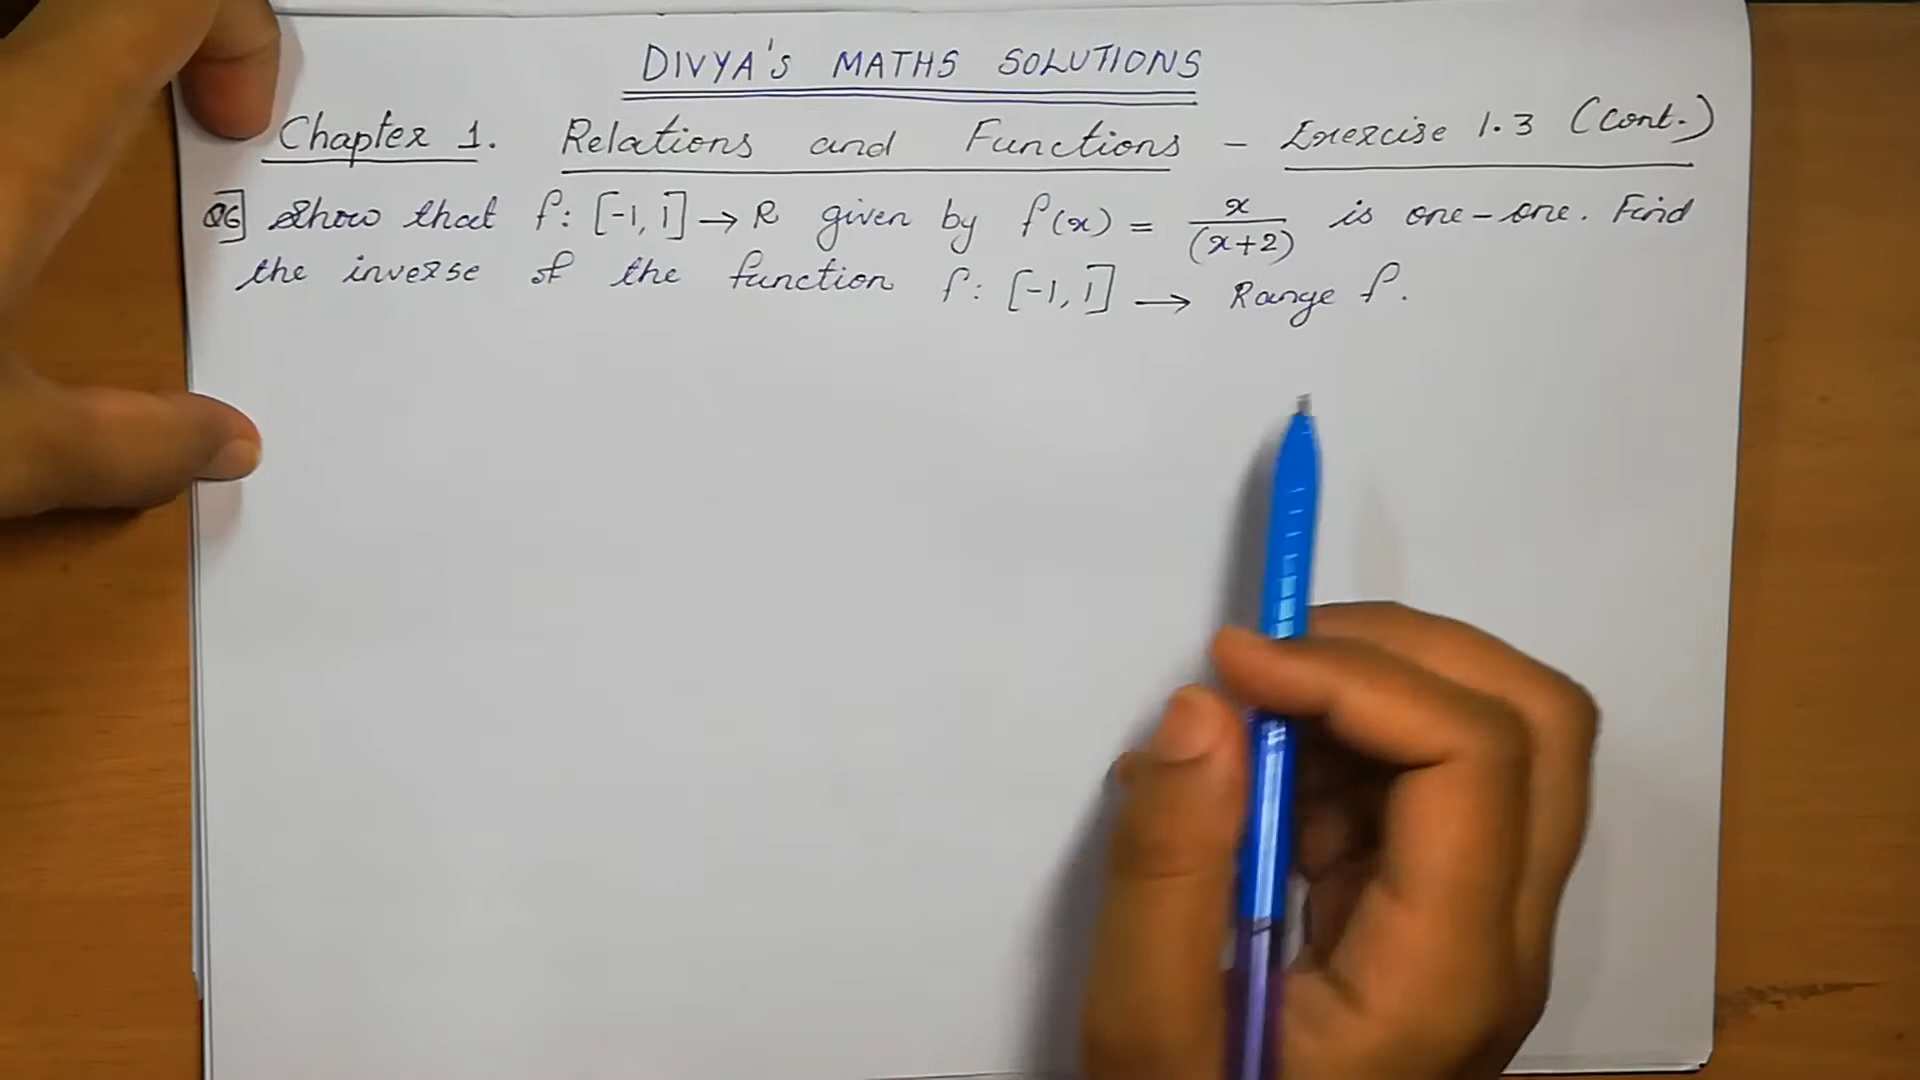 DIVYA'S MATHS SOLUTIONS
Chapter 1. Relations and Functions - Exercise 1.3 (Cont.)
Q6] Show that f: [-1, 1] → R given by f(x) = x/(x+2) is one-one. Find
the inverse of the function f: [-1, 1] → Range f.